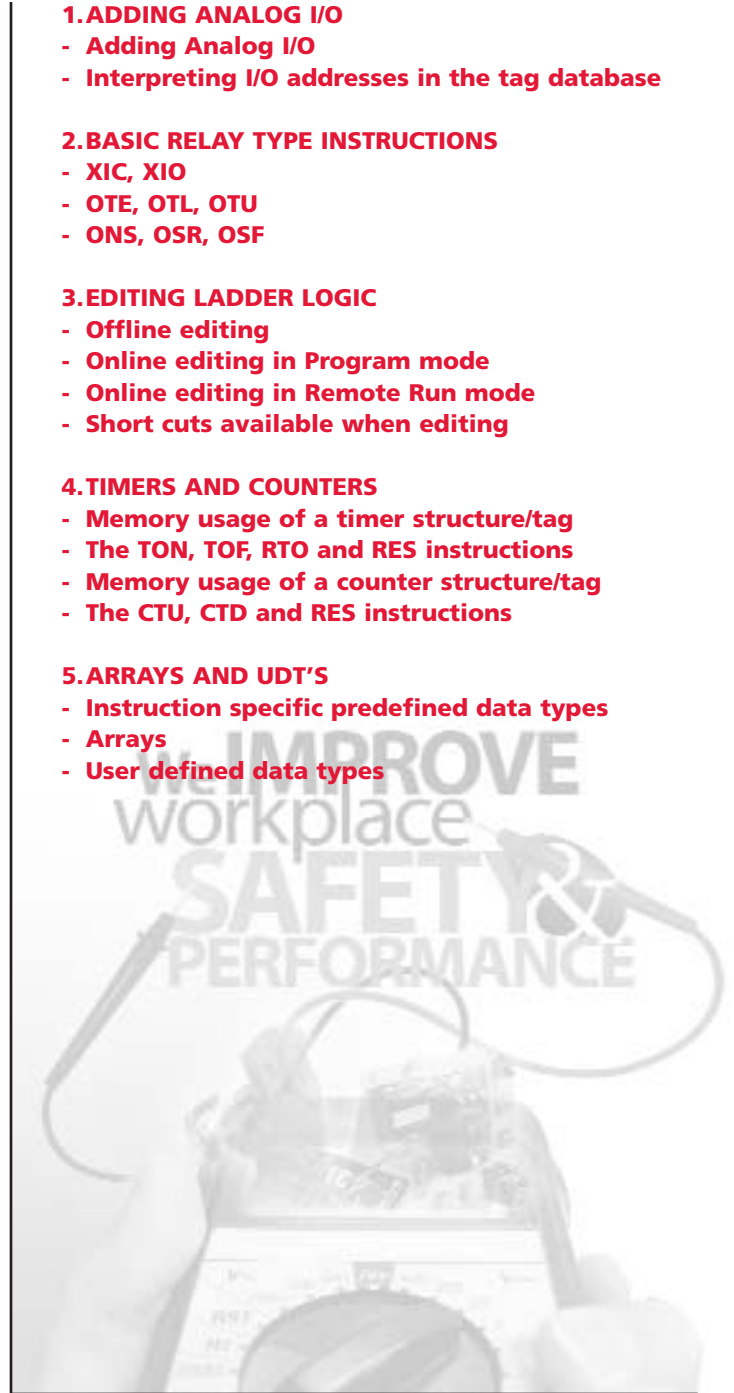 1.ADDING ANALOG I/O
- Adding Analog I/O
- Interpreting I/O addresses in the tag database
2.BASIC RELAY TYPE INSTRUCTIONS
- XIC, XIO
- OTE, OTL, OTU
- ONS, OSR, OSF
3.EDITING LADDER LOGIC
- Offline editing
- Online editing in Program mode
- Online editing in Remote Run mode
- Short cuts available when editing
4.TIMERS AND COUNTERS
- Memory usage of a timer structure/tag
- The TON, TOF, RTO and RES instructions
- Memory usage of a counter structure/tag
- The CTU, CTD and RES instructions
5.ARRAYS AND UDT'S
- Instruction specific predefined data types
- Arrays
- User defined data types
We IMPROVE
workplace
SAFETY &
PERFORMANCE